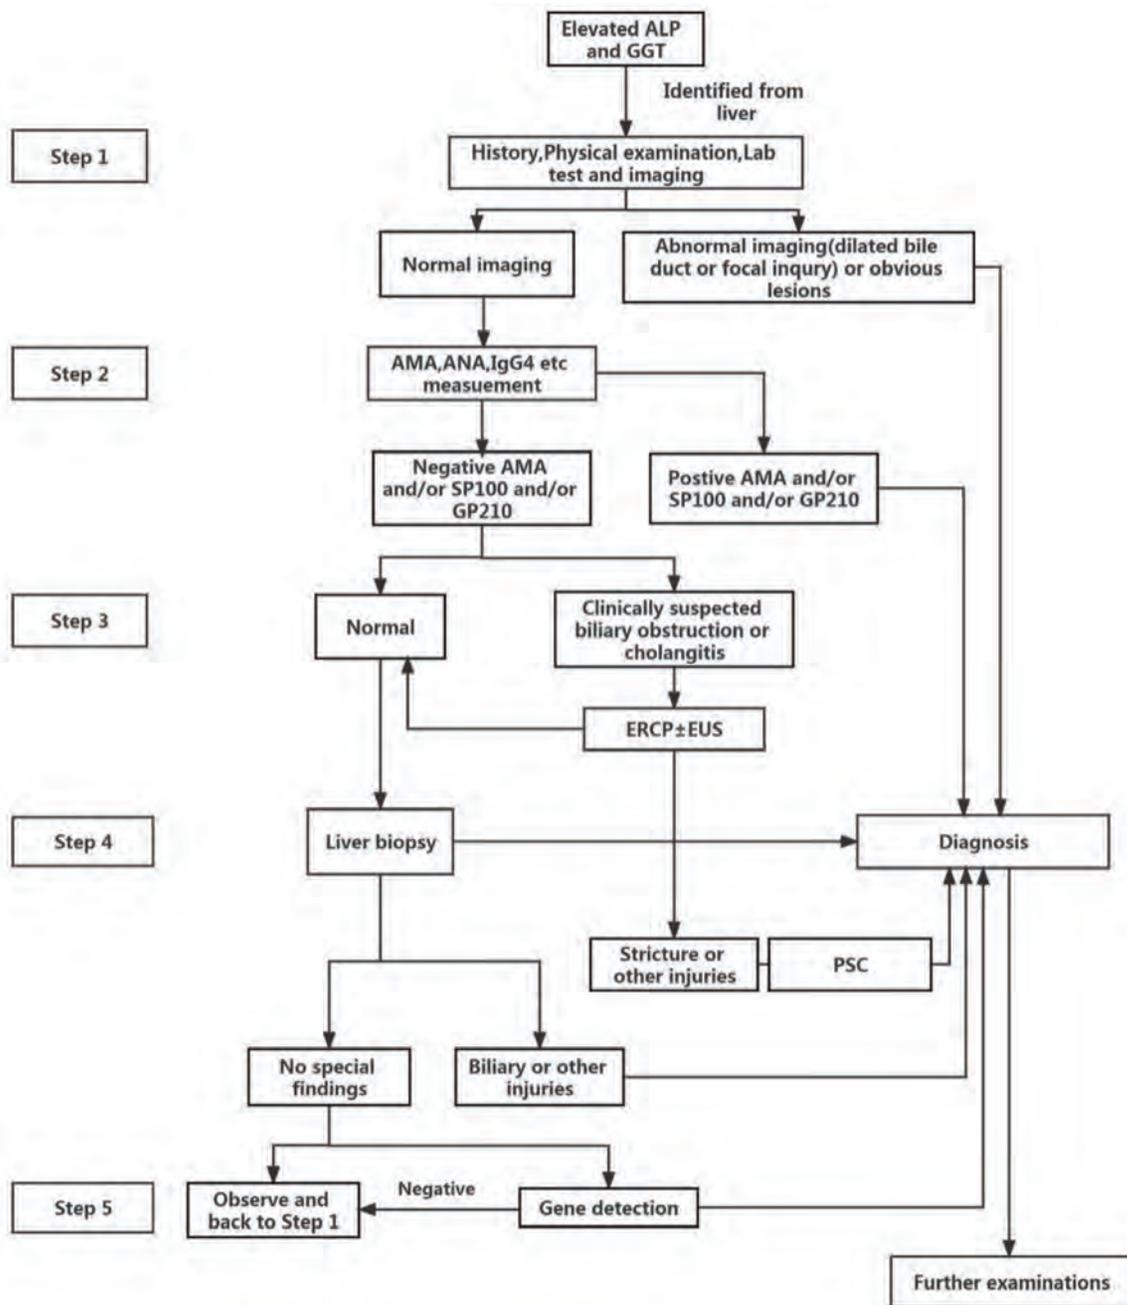 Elevated ALP
and GGT
Identified from
liver
Step 1
History,Physical examination,Lab
test and imaging
Normal imaging
Abnormal imaging(dilated bile
duct or focal inqury) or obvious
lesions
Step 2
AMA,ANA,IgG4 etc
measuement
Negative AMA
and/or SP100 and/or
GP210
Postive AMA and/or
SP100 and/or GP210
Step 3
Normal
Clinically suspected
biliary obstruction or
cholangitis
ERCP±EUS
Step 4
Liver biopsy
Diagnosis
Stricture or
other injuries
PSC
No special
findings
Biliary or other
injuries
Step 5
Observe and
back to Step 1
Negative
Gene detection
Further examinations